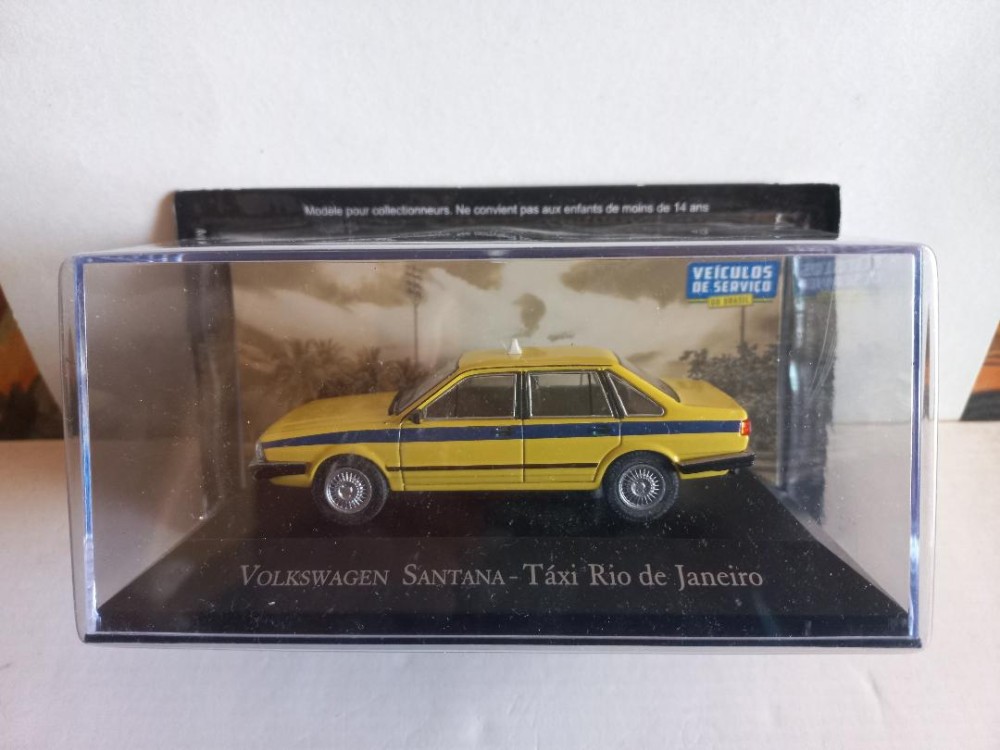 Modèle pour collectionneurs. Ne convient pas aux enfants de moins de 14 ans
VEÍCULOS
DE SERVIÇO
DO BRASIL
VOLKSWAGEN SANTANA - Táxi Rio de Janeiro